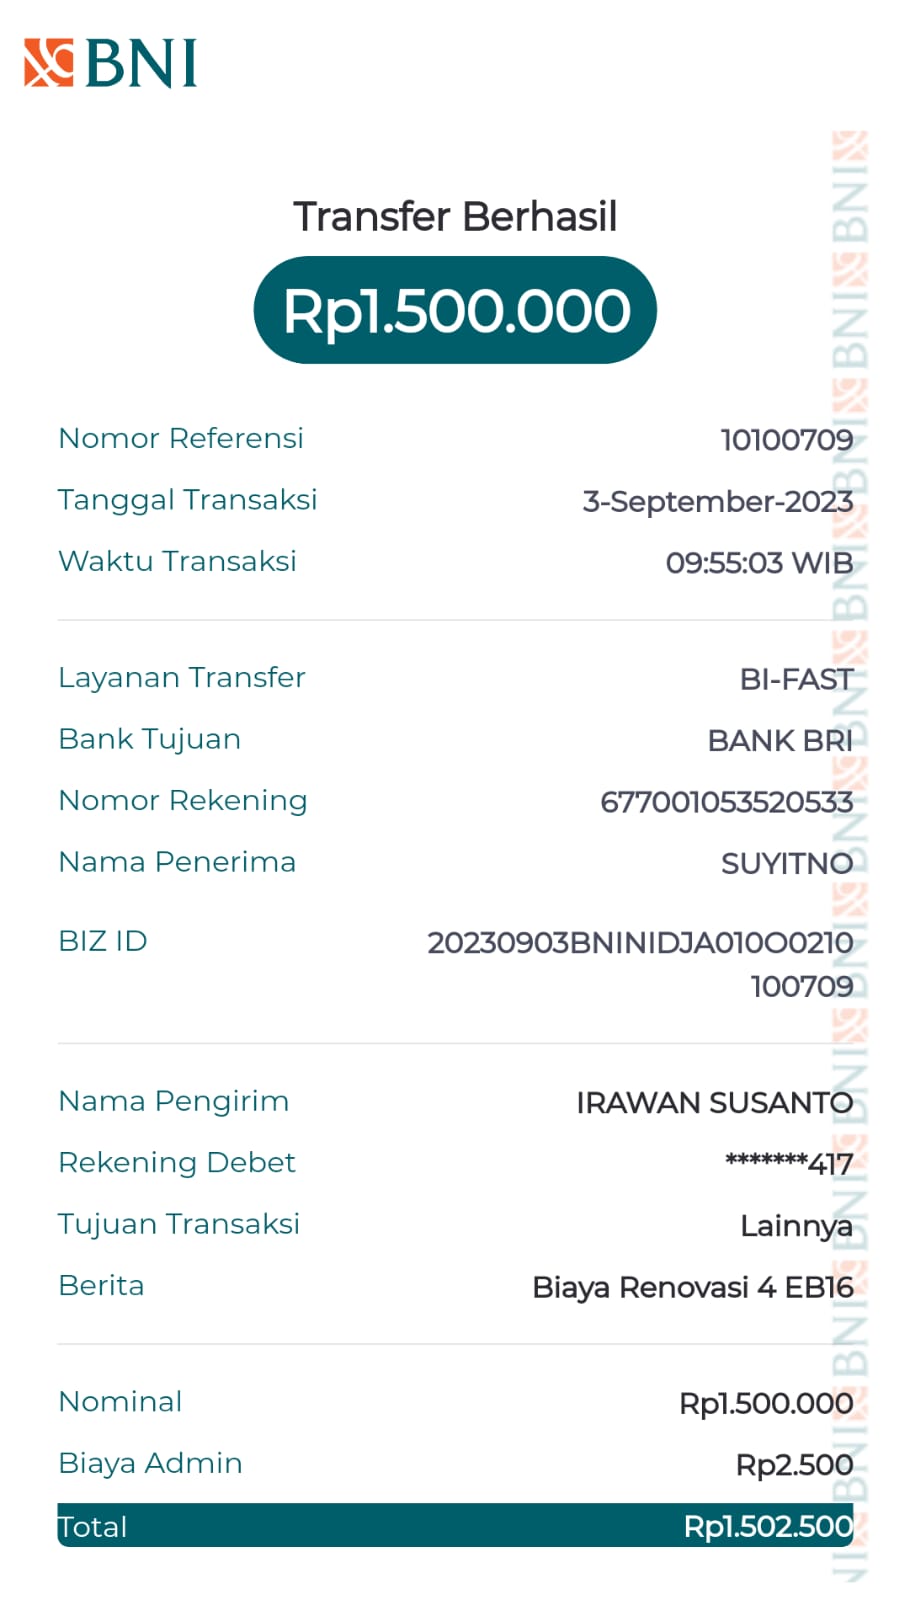 BNI
Transfer Berhasil
Rp1.500.000
Nomor Referensi 10100709
Tanggal Transaksi 3-September-2023
Waktu Transaksi 09:55:03 WIB
Layanan Transfer BI-FAST
Bank Tujuan BANK BRI
Nomor Rekening 677001053520533
Nama Penerima SUYITNO
BIZ ID 20230903BNINIDJA010O0210
100709
Nama Pengirim IRAWAN SUSANTO
Rekening Debet *******417
Tujuan Transaksi Lainnya
Berita Biaya Renovasi 4 EB16
Nominal Rp1.500.000
Biaya Admin Rp2.500
Total Rp1.502.500
BNI BNI BNI BNI BNI BNI BNI BNI BNI BNI BNI BNI